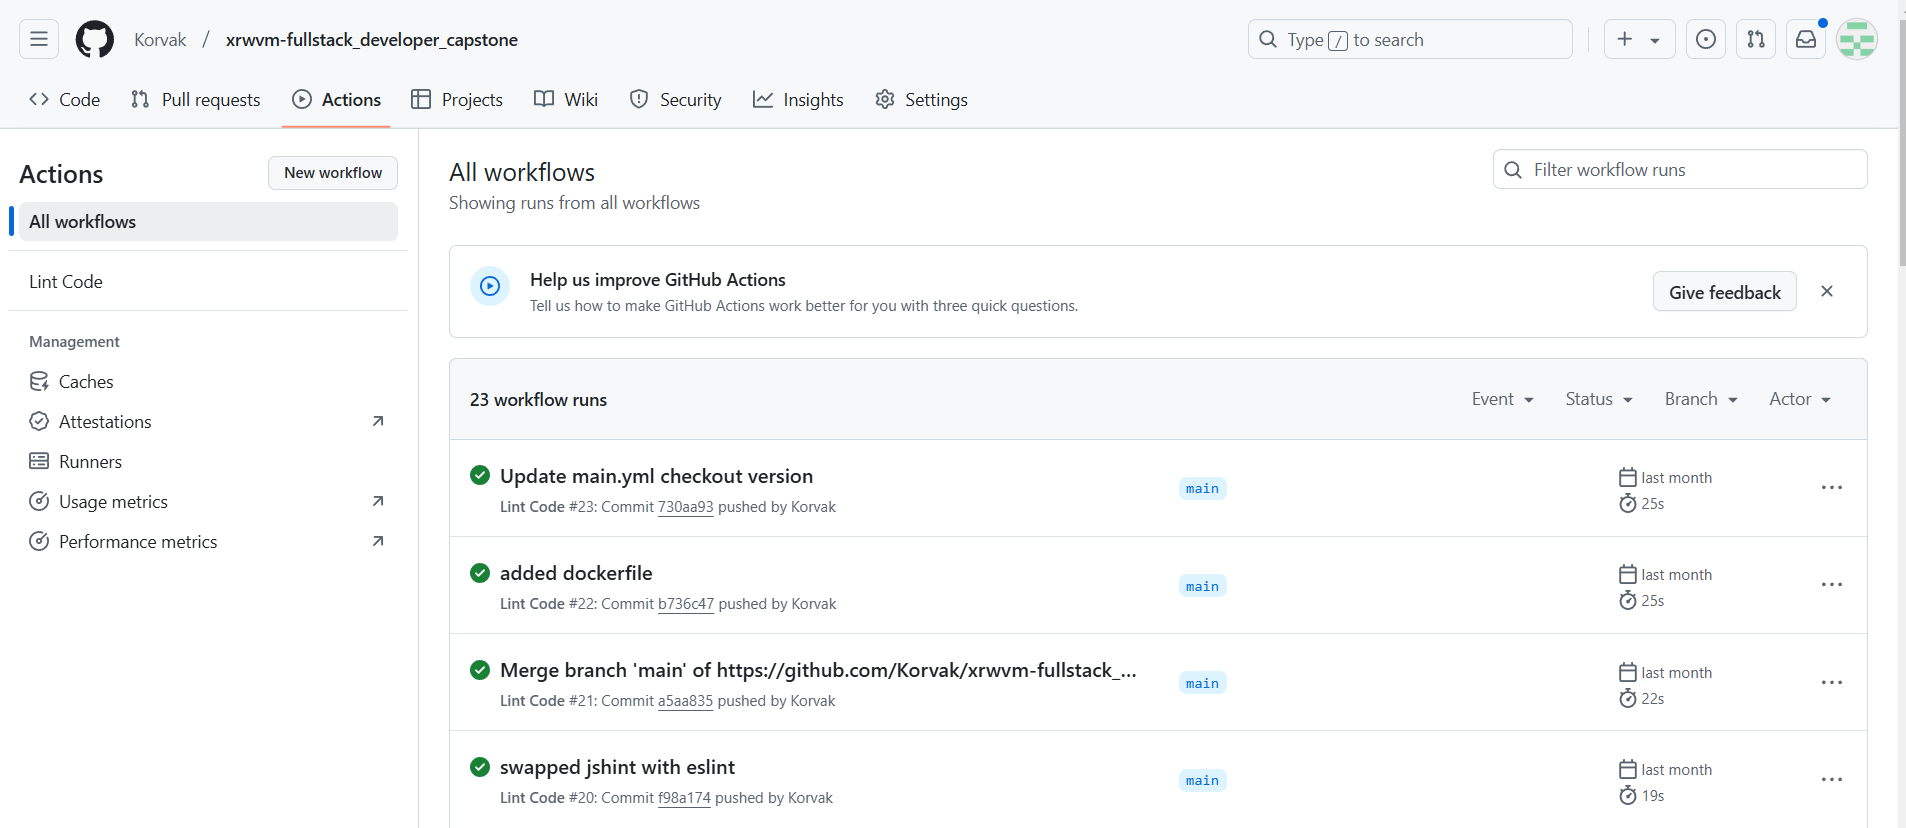 Korvak / xrwvm-fullstack_developer_capstone
Type / to search
Code
Pull requests
Actions
Projects
Wiki
Security
Insights
Settings
Actions
New workflow
All workflows
Lint Code
Management
Caches
Attestations
Runners
Usage metrics
Performance metrics
All workflows
Showing runs from all workflows
Filter workflow runs
Help us improve GitHub Actions
Tell us how to make GitHub Actions work better for you with three quick questions.
Give feedback
23 workflow runs
Event
Status
Branch
Actor
Update main.yml checkout version
Lint Code #23: Commit 730aa93 pushed by Korvak
main
last month
25s
added dockerfile
Lint Code #22: Commit b736c47 pushed by Korvak
main
last month
25s
Merge branch 'main' of https://github.com/Korvak/xrwvm-fullstack_...
Lint Code #21: Commit a5aa835 pushed by Korvak
main
last month
22s
swapped jshint with eslint
Lint Code #20: Commit f98a174 pushed by Korvak
main
last month
19s